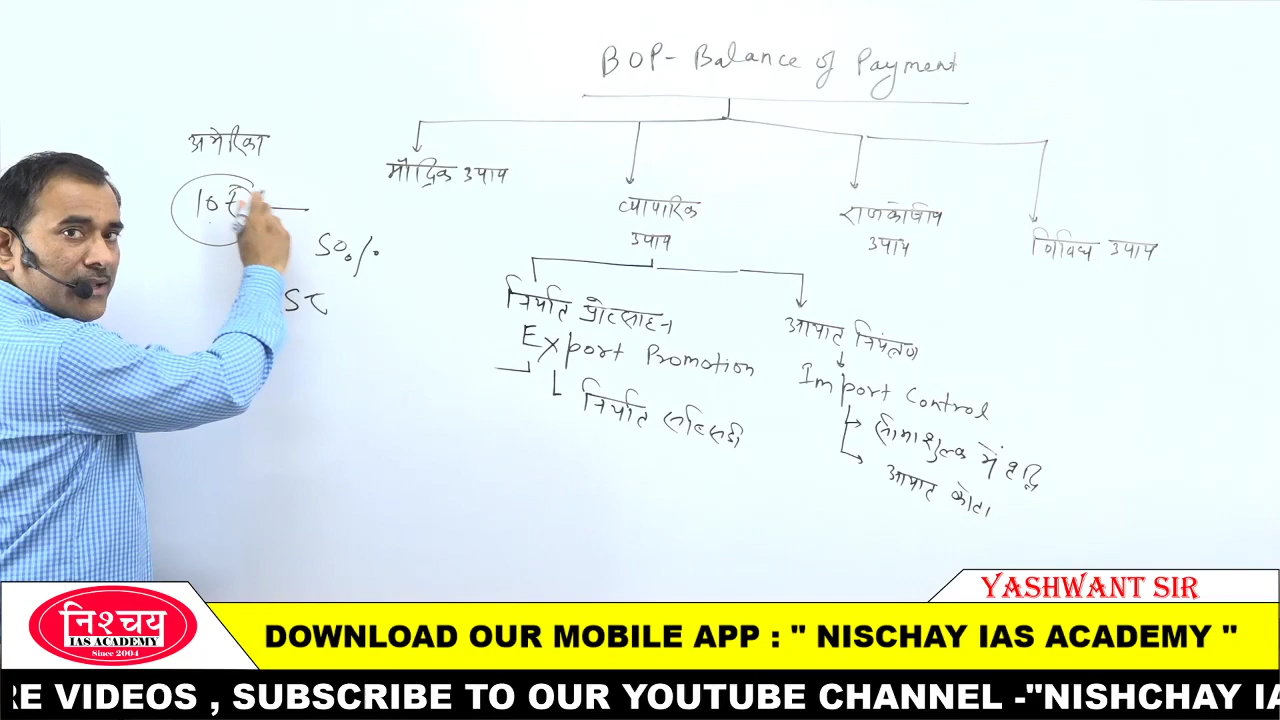 BOP- Balance of Payment
अमेरिका
मौद्रिक उपाय
व्यापारिक
उपाय
राजकोषीय
उपाय
विविध उपाय
10₹
50%
5₹
निर्यात प्रोत्साहन
Export Promotion
निर्यात सब्सिडी
आयात नियंत्रण
Import Control
सीमाशुल्क में वृद्धि
आयात कोटा
YASHWANT SIR
निश्चय
IAS ACADEMY
Since 2004
DOWNLOAD OUR MOBILE APP : " NISCHAY IAS ACADEMY "
RE VIDEOS , SUBSCRIBE TO OUR YOUTUBE CHANNEL -"NISHCHAY IA